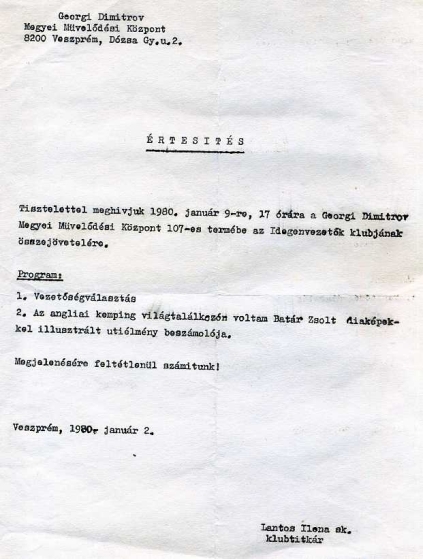 Georgi Dimitrov
Megyei Művelődési Központ
8200 Veszprém, Dózsa Gy.u.2.
ÉRTESITÉS
Tisztelettel meghivjuk 1980. január 9-re, 17 órára a Georgi Dimitrov
Megyei Művelődési Központ 107-es termébe az Idegenvezetők klubjának
összejövetelére.
Program:
1. Vezetőségválasztás
2. Az angliai kemping világtalálkozón voltam Batár Zsolt diaképek-
kel illusztrált utiélmény beszámolója.
Megjelenésére feltétlenül számitunk!
Veszprém, 1980. január 2.
Lantos Ilona sk.
klubtitkár